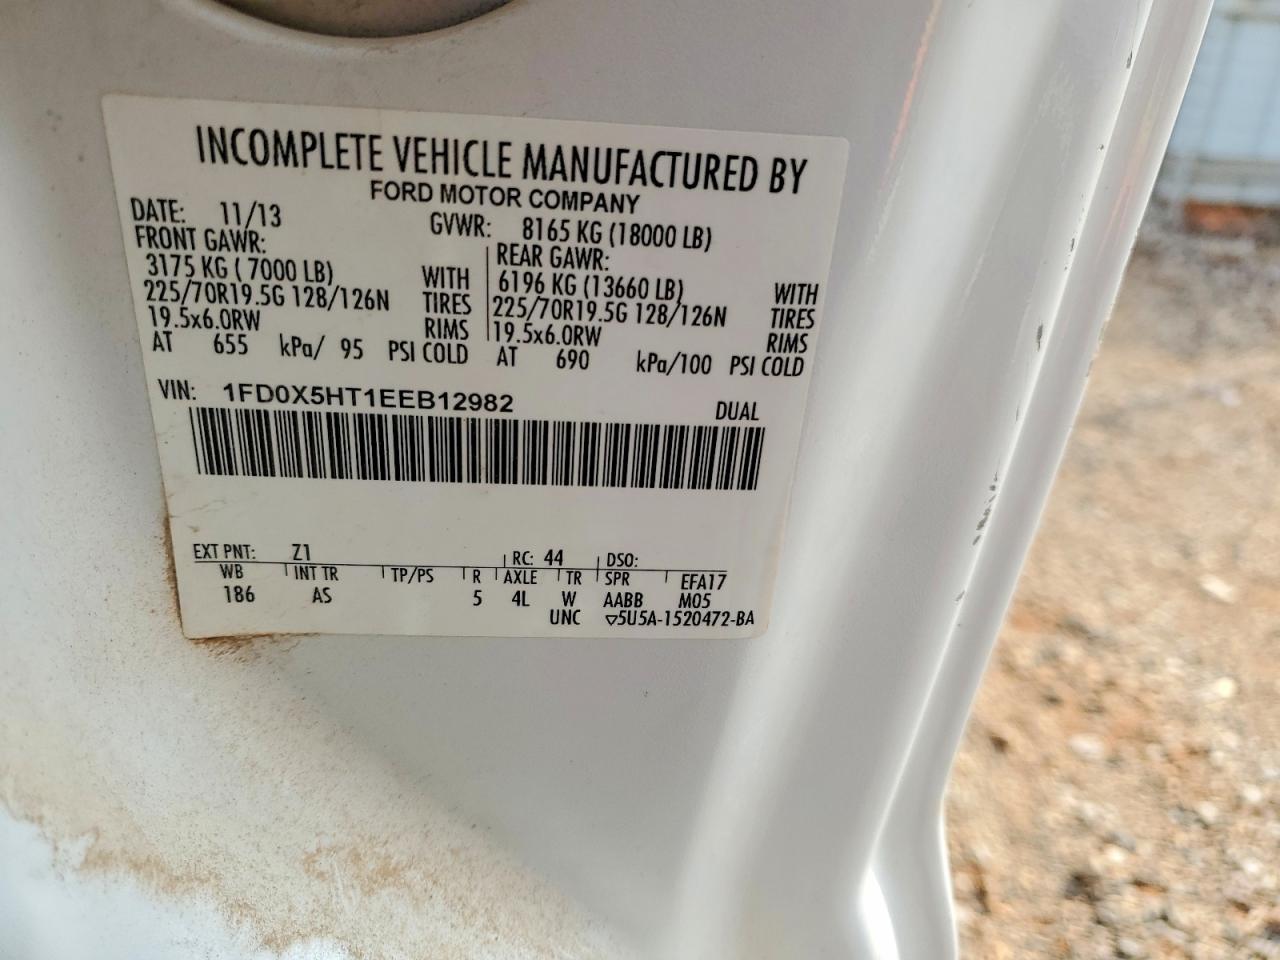 INCOMPLETE VEHICLE MANUFACTURED BY
FORD MOTOR COMPANY
DATE: 11/13 GVWR: 8165 KG (18000 LB)
FRONT GAWR: REAR GAWR:
3175 KG (7000 LB) WITH 6196 KG (13660 LB) WITH
225/70R19.5G 128/126N TIRES 225/70R19.5G 128/126N TIRES
19.5x6.0RW RIMS 19.5x6.0RW RIMS
AT 655 kPa/ 95 PSI COLD AT 690 kPa/100 PSI COLD
VIN: 1FD0X5HT1EEB12982 DUAL
EXT PNT: Z1 RC: 44 DSO:
WB INT TR TP/PS R AXLE TR SPR EFA17
186 AS 5 4L W AABB M05
UNC ▽5U5A-1520472-BA